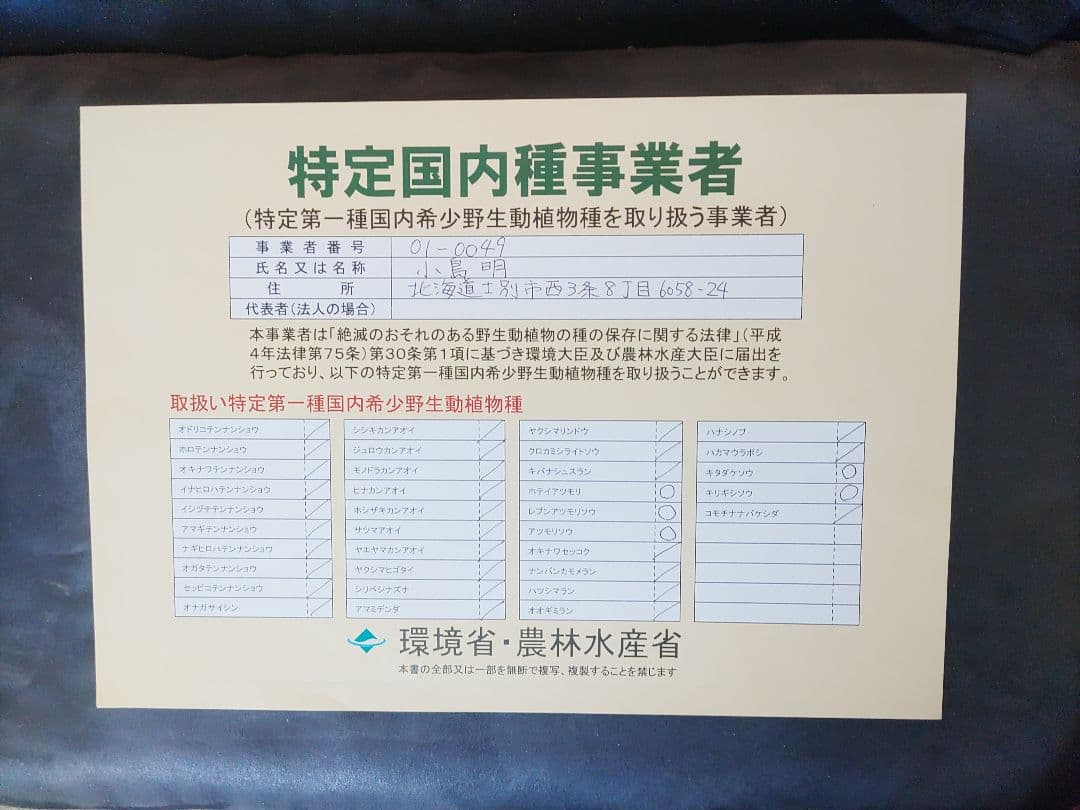 特定国内種事業者
（特定第一種国内希少野生動植物種を取り扱う事業者）
事業者番号 01-0049
氏名又は名称 小島 明
住所 北海道士別市西3条8丁目6058-24
代表者（法人の場合）
本事業者は「絶滅のおそれのある野生動植物の種の保存に関する法律」（平成
4年法律第75条）第30条第1項に基づき環境大臣及び農林水産大臣に届出を
行っており、以下の特定第一種国内希少野生動植物種を取り扱うことができます。
取扱い特定第一種国内希少野生動植物種
オドリコテンナンショウ
ホロテンナンショウ
オキナワテンナンショウ
イナヒロハテンナンショウ
イシヅチテンナンショウ
アマギテンナンショウ
ナギヒロハテンナンショウ
オガタテンナンショウ
セッピコテンナンショウ
オナガサイシン
シシキカンアオイ
ジュロウカンアオイ
モノドラカンアオイ
ヒナカンアオイ
ホシザキカンアオイ
サツマアオイ
ヤエヤマカンアオイ
ヤクシマヒゴタイ
シリベシナズナ
アマミデンダ
ヤクシマリンドウ
クロカミシライトソウ
キバナシュスラン
ホテイアツモリ ○
レブンアツモリソウ ○
アツモリソウ ○
オキナワセッコク
ナンバンカモメラン
ハツシマラン
オオギミラン
ハナシノブ
ハカマウラボシ
キタダケソウ ○
キリギシソウ ○
コモチナナバケシダ
環境省・農林水産省
本書の全部又は一部を無断で複写、複製することを禁じます